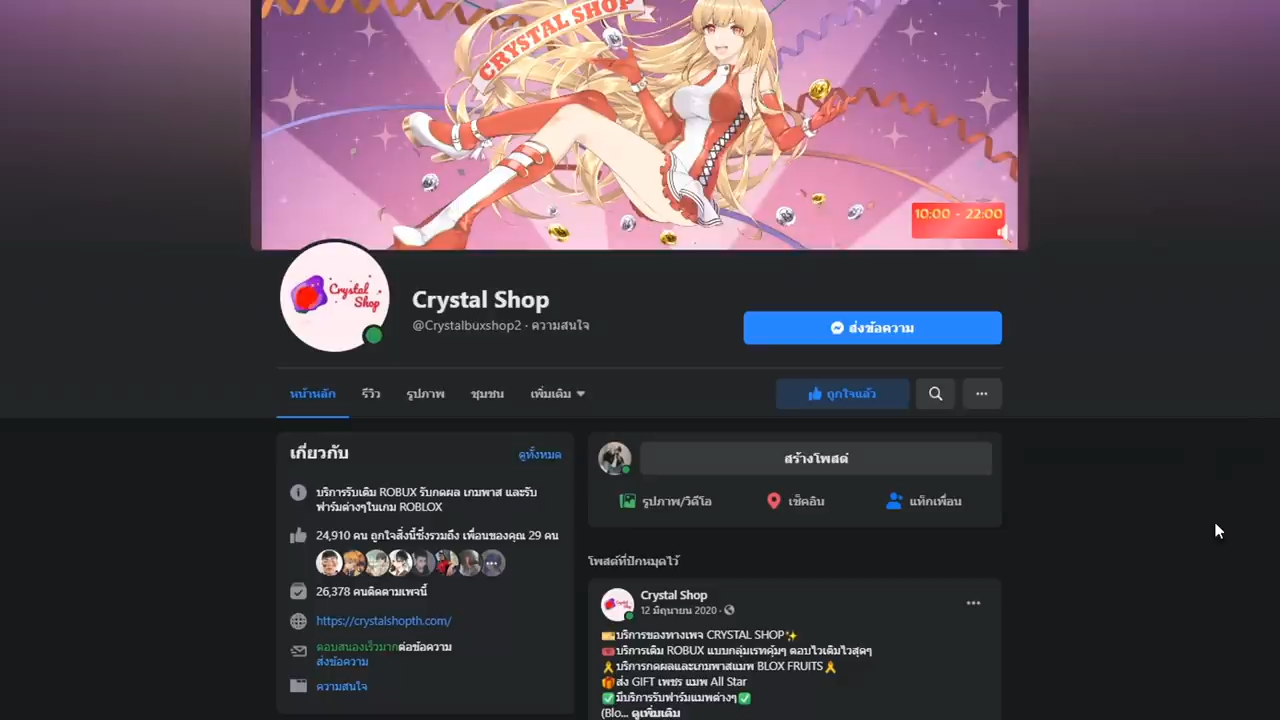 CRYSTAL SHOP
10:00 - 22:00
Crystal
Shop
Crystal Shop
@Crystalbuxshop2 · ความสนใจ
ส่งข้อความ
หน้าหลัก
รีวิว
รูปภาพ
ชุมชน
เพิ่มเติม
ถูกใจแล้ว
เกี่ยวกับ
ดูทั้งหมด
บริการรับเติม ROBUX รับกดผล เกมพาส และรับ
ฟาร์มต่างๆในเกม ROBLOX
24,910 คน ถูกใจสิ่งนี้ซึ่งรวมถึง เพื่อนของคุณ 29 คน
26,378 คนติดตามเพจนี้
https://crystalshopth.com/
ตอบสนองเร็วมากต่อข้อความ
ส่งข้อความ
ความสนใจ
สร้างโพสต์
รูปภาพ/วิดีโอ
เช็คอิน
แท็กเพื่อน
โพสต์ที่ปักหมุดไว้
Crystal Shop
12 มิถุนายน 2020 ·
🎫บริการของทางเพจ CRYSTAL SHOP✨
🎟บริการเติม ROBUX แบบกลุ่มเรทคุ้มๆ ตอบไวเติมไวสุดๆ
🎗บริการกดผลและเกมพาสแมพ BLOX FRUITS🎗
🎁ส่ง GIFT เพชร แมพ All Star
✅มีบริการรับฟาร์มแมพต่างๆ✅
(Blo... ดูเพิ่มเติม